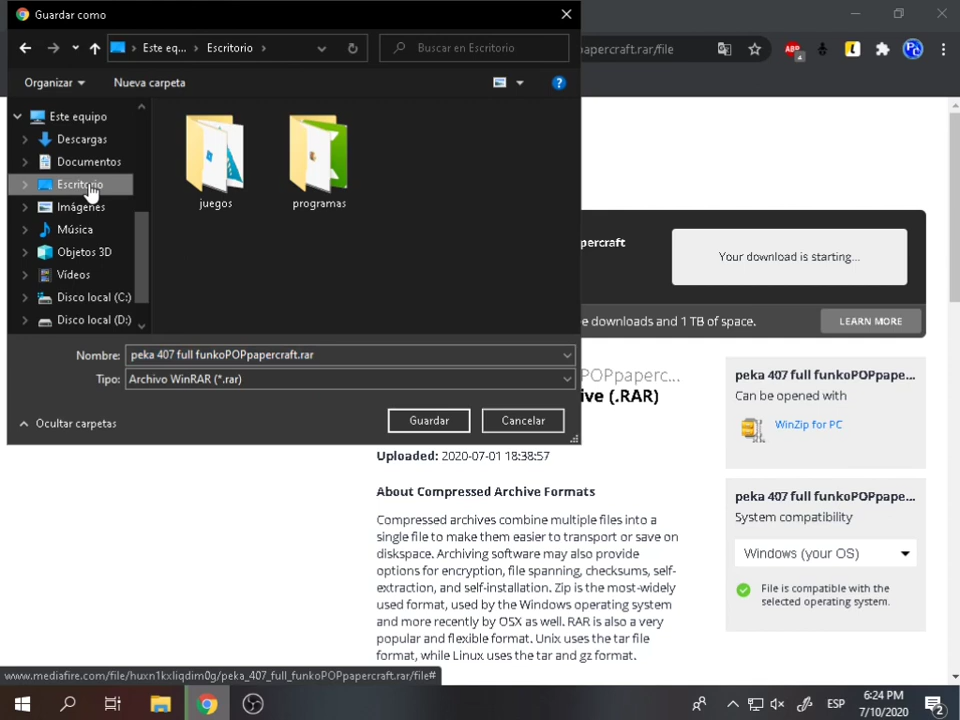 Guardar como
Este eq... Escritorio
Buscar en Escritorio
apercraft.rar/file
ABP
4
L
Organizar
Nueva carpeta
?
Este equipo
Descargas
Documentos
Escritorio
Imágenes
Música
Objetos 3D
Vídeos
Disco local (C:)
Disco local (D:)
juegos
programas
Nombre: peka 407 full funkoPOPpapercraft.rar
Tipo: Archivo WinRAR (*.rar)
Ocultar carpetas
Guardar
Cancelar
apercraft
Your download is starting...
e downloads and 1 TB of space.
LEARN MORE
POPpaperc...
ive (.RAR)
Uploaded: 2020-07-01 18:38:57
About Compressed Archive Formats
Compressed archives combine multiple files into a
single file to make them easier to transport or save on
diskspace. Archiving software may also provide
options for encryption, file spanning, checksums, self-
extraction, and self-installation. Zip is the most-widely
used format, used by the Windows operating system
and more recently by OSX as well. RAR is also a very
popular and flexible format. Unix uses the tar file
format, while Linux uses the tar and gz format.
peka 407 full funkoPOPpape...
Can be opened with
WinZip for PC
peka 407 full funkoPOPpape...
System compatibility
Windows (your OS)
File is compatible with the
selected operating system.
www.mediafire.com/file/huxn1kxliqdim0g/peka_407_full_funkoPOPpapercraft.rar/file#
ESP
6:24 PM
7/10/2020
2